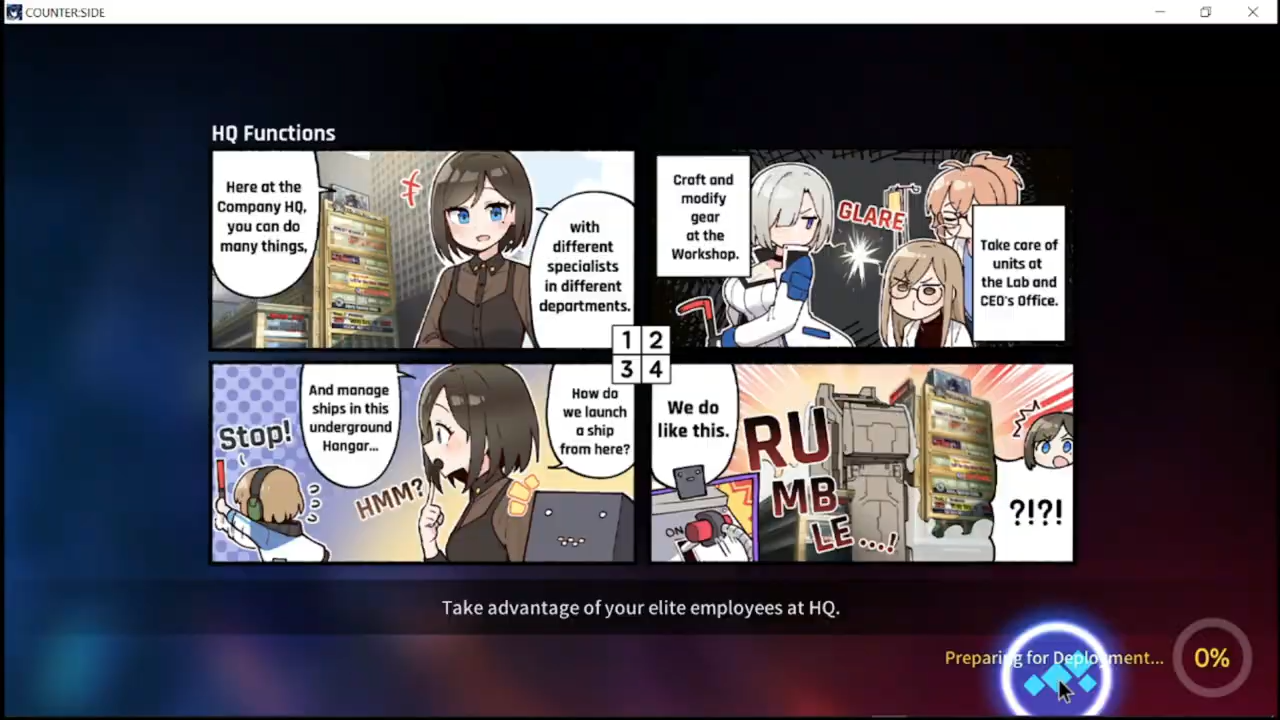 COUNTER:SIDE
HQ Functions
Here at the
Company HQ,
you can do
many things,
with
different
specialists
in different
departments.
Craft and
modify
gear
at the
Workshop.
GLARE
Take care of
units at
the Lab and
CEO's Office.
1 2
3 4
Stop!
And manage
ships in this
underground
Hangar...
HMM?
How do
we launch
a ship
from here?
We do
like this.
ON
RU
MB
LE...!
?!?!
Take advantage of your elite employees at HQ.
Preparing for Deployment...
0%